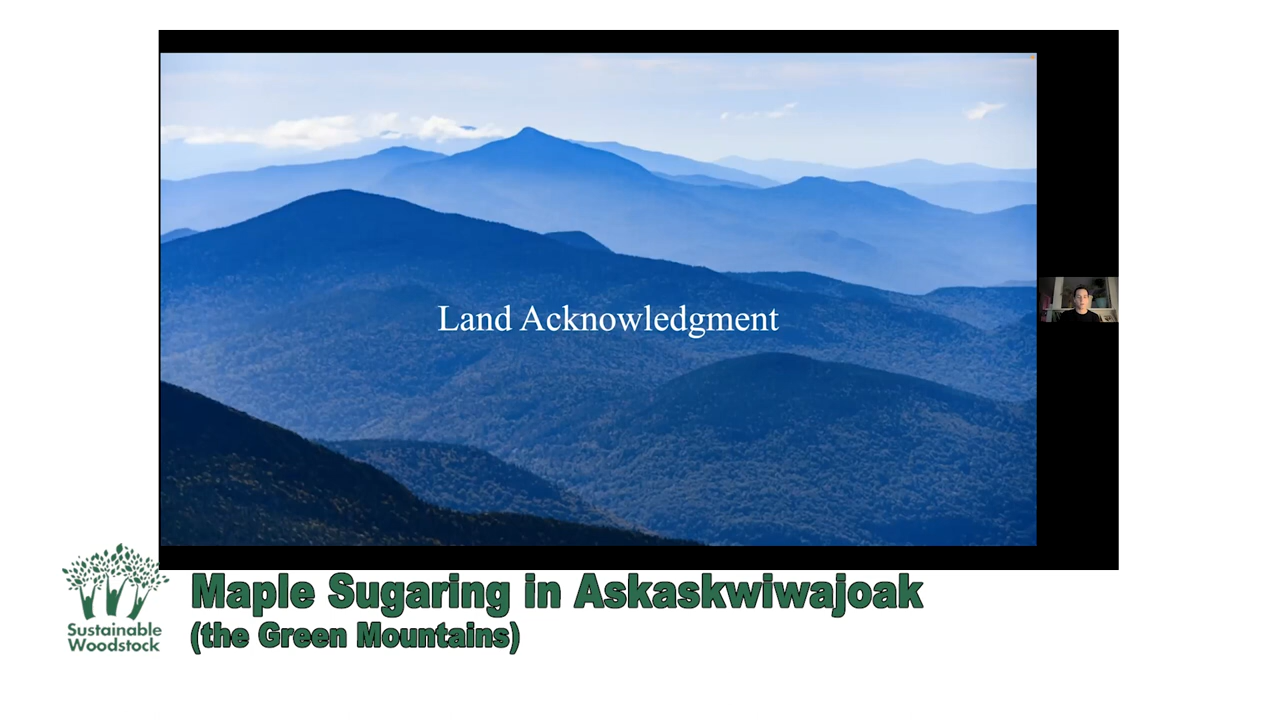 Land Acknowledgment
Maple Sugaring in Askaskwiwajoak
(the Green Mountains)
Sustainable
Woodstock